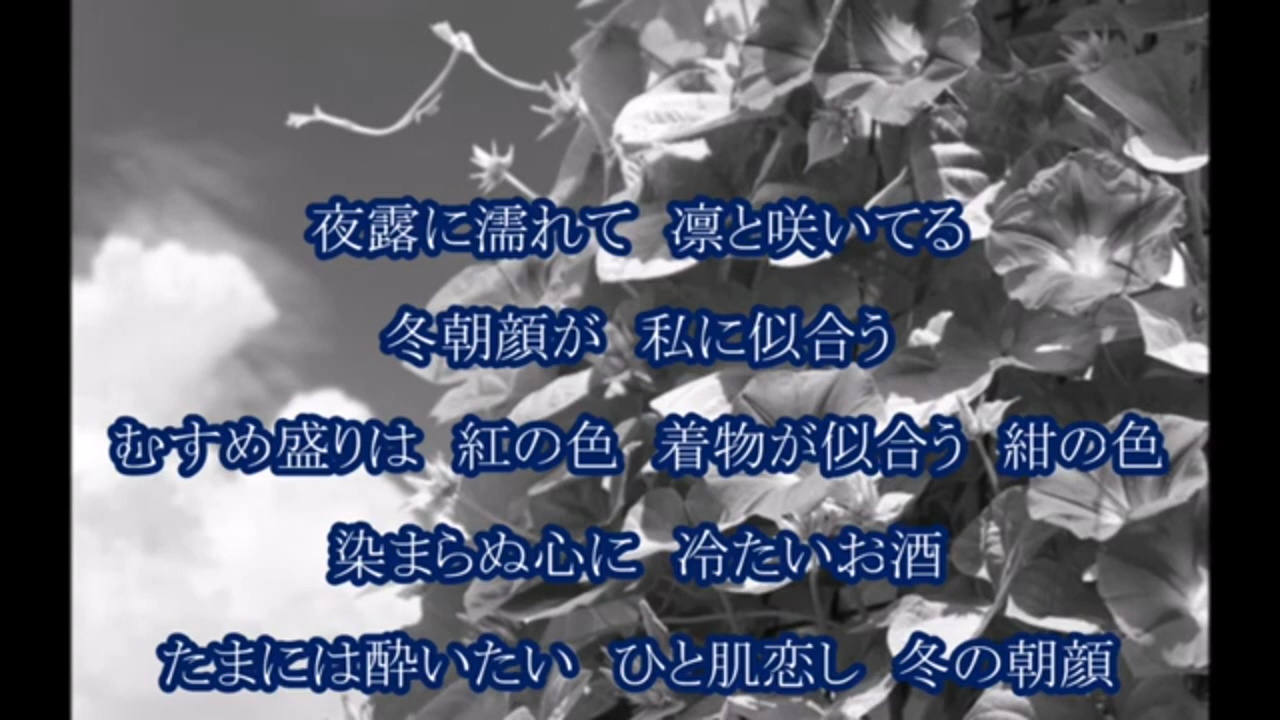 夜露に濡れて　凛と咲いてる
冬朝顔が　私に似合う
むすめ盛りは　紅の色　着物が似合う　紺の色
染まらぬ心に　冷たいお酒
たまには酔いたい　ひと肌恋し　冬の朝顔